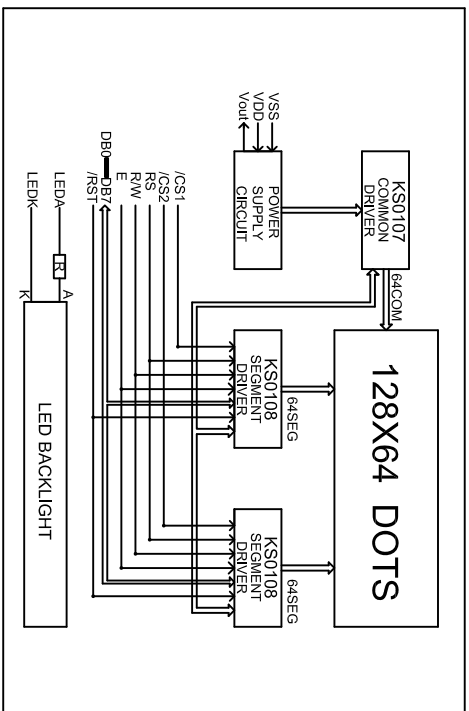 KS0107
COMMON
DRIVER
64COM
128X64 DOTS
VSS
VDD
Vout
POWER
SUPPLY
CIRCUIT
64SEG
KS0108
SEGMENT
DRIVER
64SEG
KS0108
SEGMENT
DRIVER
/CS1
/CS2
RS
R/W
E
DB0 DB7
/RST
LEDA
R
A
LEDK
K
LED BACKLIGHT